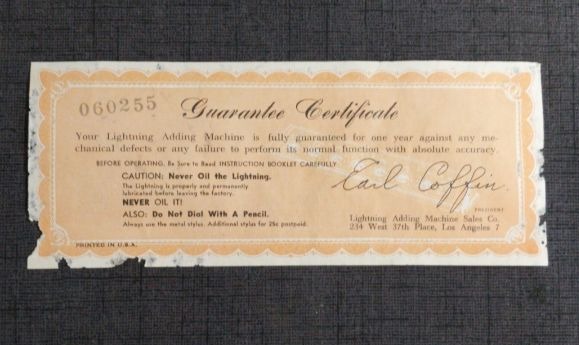 060255
Guarantee Certificate
Your Lightning Adding Machine is fully guaranteed for one year against any me-
chanical defects or any failure to perform its normal function with absolute accuracy.
BEFORE OPERATING, Be Sure to Read INSTRUCTION BOOKLET CAREFULLY
CAUTION: Never Oil the Lightning.
The Lightning is properly and permanently
lubricated before leaving the factory.
NEVER OIL IT!
ALSO: Do Not Dial With A Pencil.
Always use the metal stylus. Additional stylus for 25c postpaid.
Earl Coffin.
PRESIDENT
Lightning Adding Machine Sales Co.
234 West 37th Place, Los Angeles 7
PRINTED IN U.S.A.